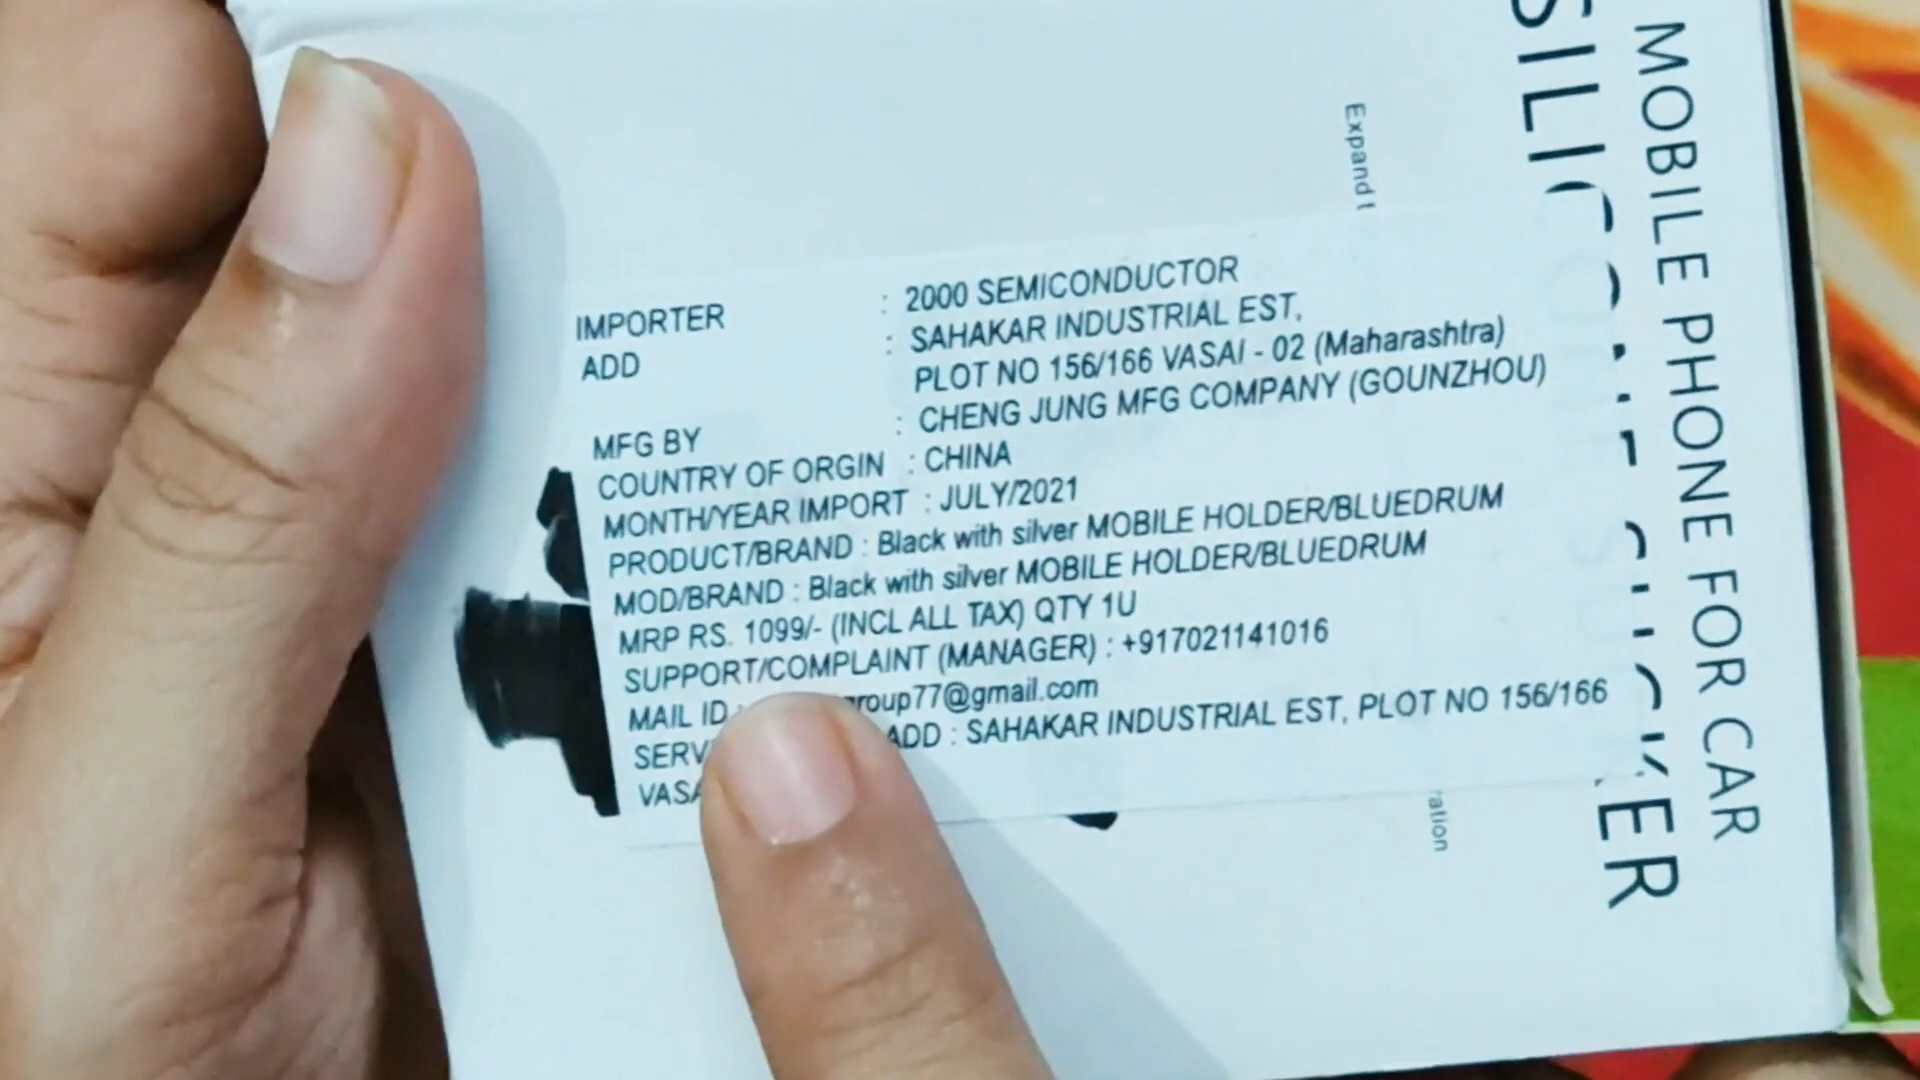 IMPORTER : 2000 SEMICONDUCTOR
ADD : SAHAKAR INDUSTRIAL EST,
PLOT NO 156/166 VASAI - 02 (Maharashtra)
MFG BY : CHENG JUNG MFG COMPANY (GOUNZHOU)
COUNTRY OF ORGIN : CHINA
MONTH/YEAR IMPORT : JULY/2021
PRODUCT/BRAND : Black with silver MOBILE HOLDER/BLUEDRUM
MOD/BRAND : Black with silver MOBILE HOLDER/BLUEDRUM
MRP RS. 1099/- (INCL ALL TAX) QTY 1U
SUPPORT/COMPLAINT (MANAGER) : +917021141016
MAIL ID : roup77@gmail.com
SERV ADD : SAHAKAR INDUSTRIAL EST, PLOT NO 156/166
VASA
MOBILE PHONE FOR CAR
Expand t
ration